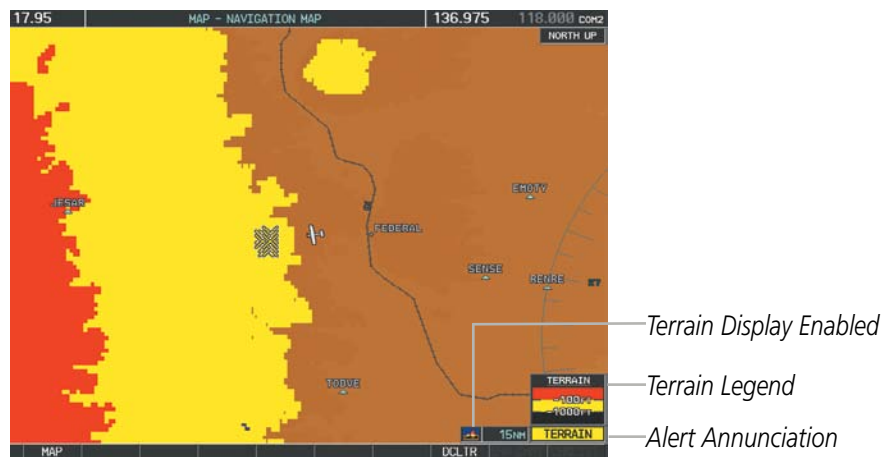 17.95
MAP - NAVIGATION MAP
136.975
118.000 COM2
NORTH UP
JESAR
EMOTY
FEDERAL
SENSE
RENRE
TODVE
TERRAIN
-100FT
-1000FT
15NM
TERRAIN
MAP
DCLTR
Terrain Display Enabled
Terrain Legend
Alert Annunciation